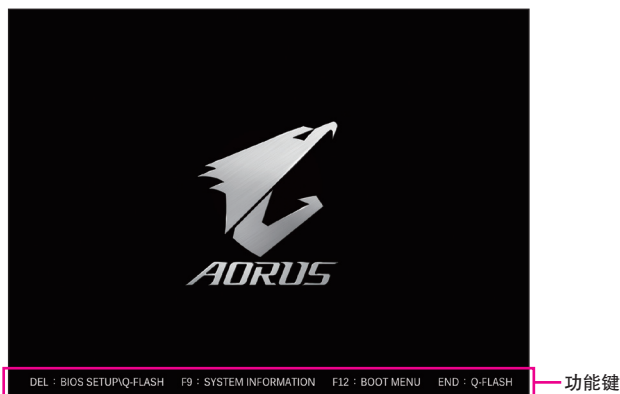 AORUS
DEL：BIOS SETUP\Q-FLASH F9：SYSTEM INFORMATION F12：BOOT MENU END：Q-FLASH
功能键